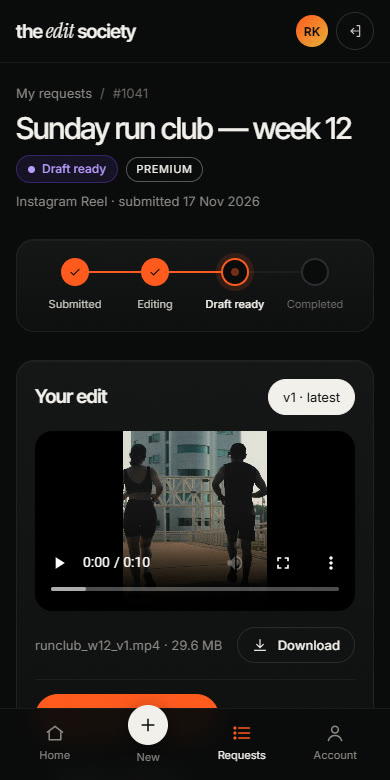 the edit society
RK
My requests / #1041
Sunday run club — week 12
Draft ready
PREMIUM
Instagram Reel · submitted 17 Nov 2026
Submitted
Editing
Draft ready
Completed
Your edit
v1 · latest
0:00 / 0:10
runclub_w12_v1.mp4 · 29.6 MB
Download
Home
New
Requests
Account